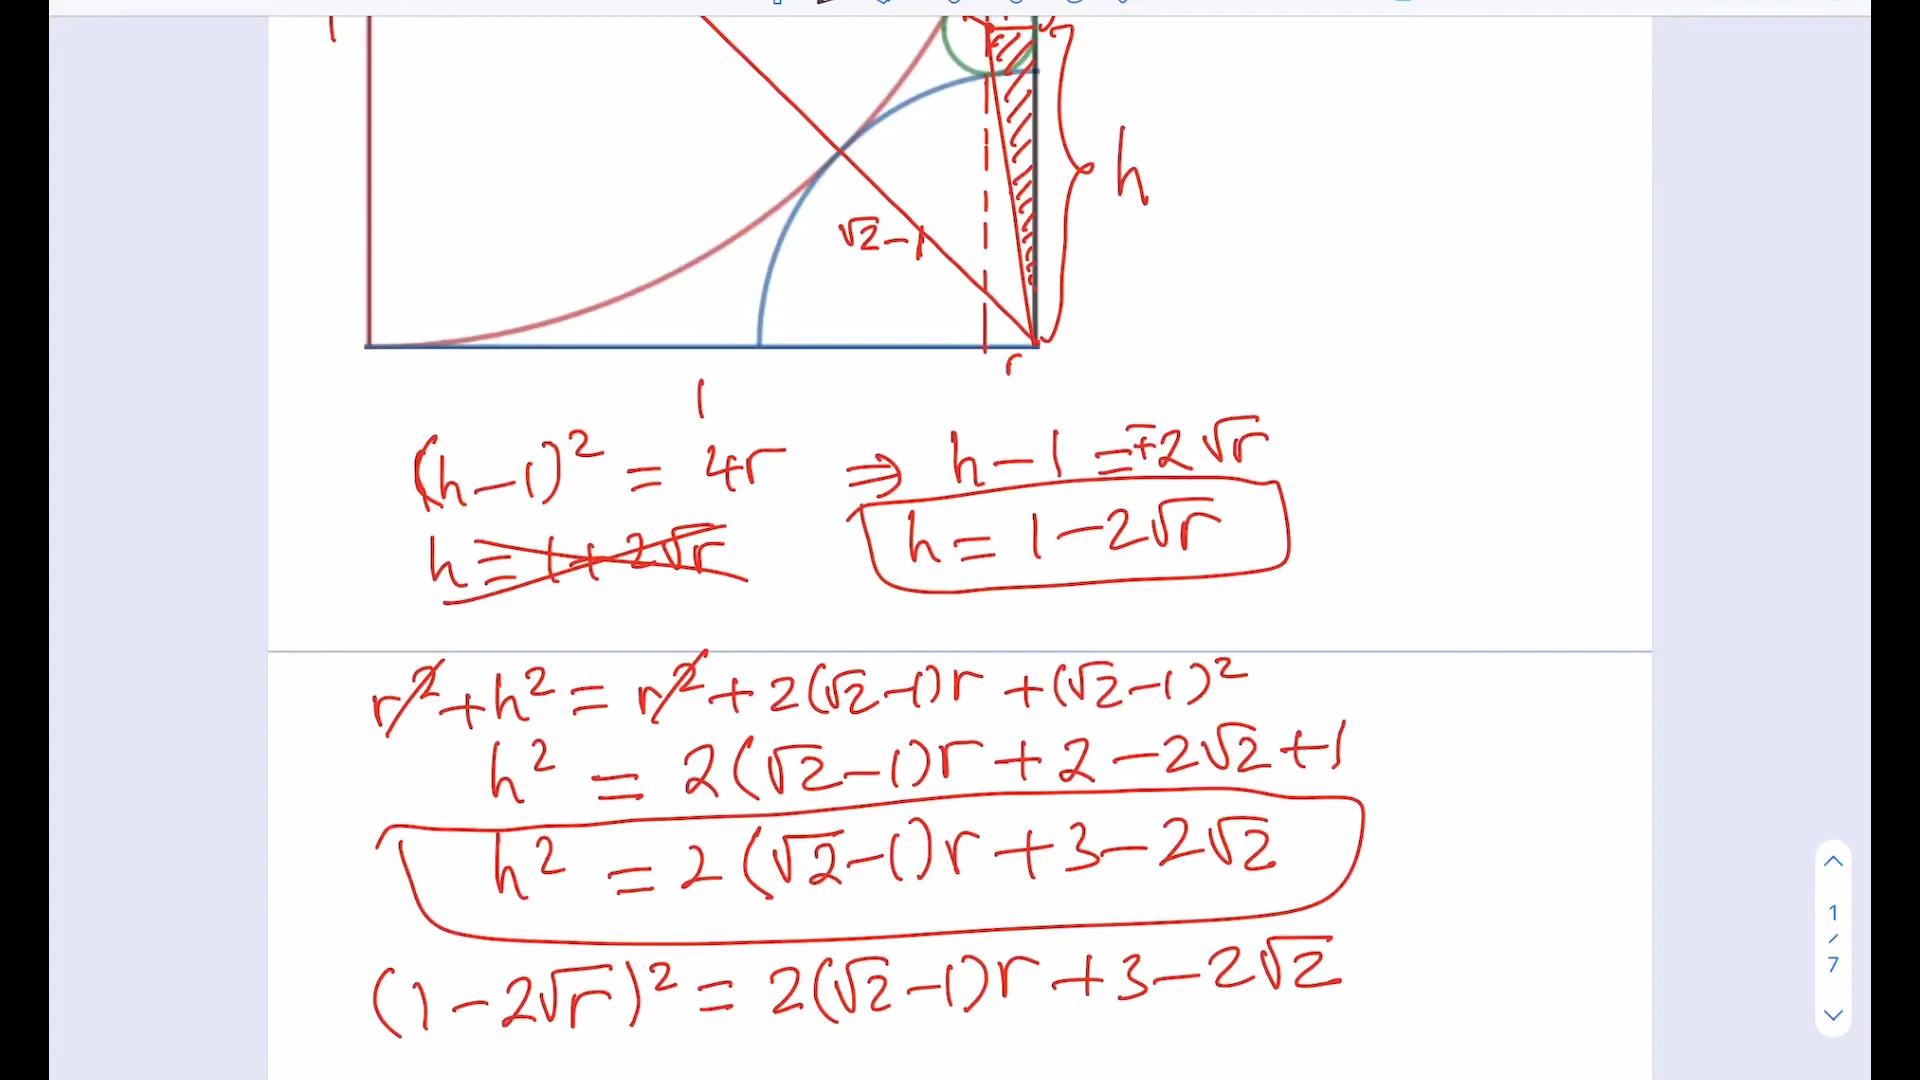 h
√2-1
r
1
(h-1)² = 4r ⇒ h-1 = ∓2√r
h = 1+2√r
h = 1-2√r
r²+h² = r²+2(√2-1)r+(√2-1)²
h² = 2(√2-1)r+2-2√2+1
h² = 2(√2-1)r+3-2√2
(1-2√r)² = 2(√2-1)r+3-2√2
1
/
7